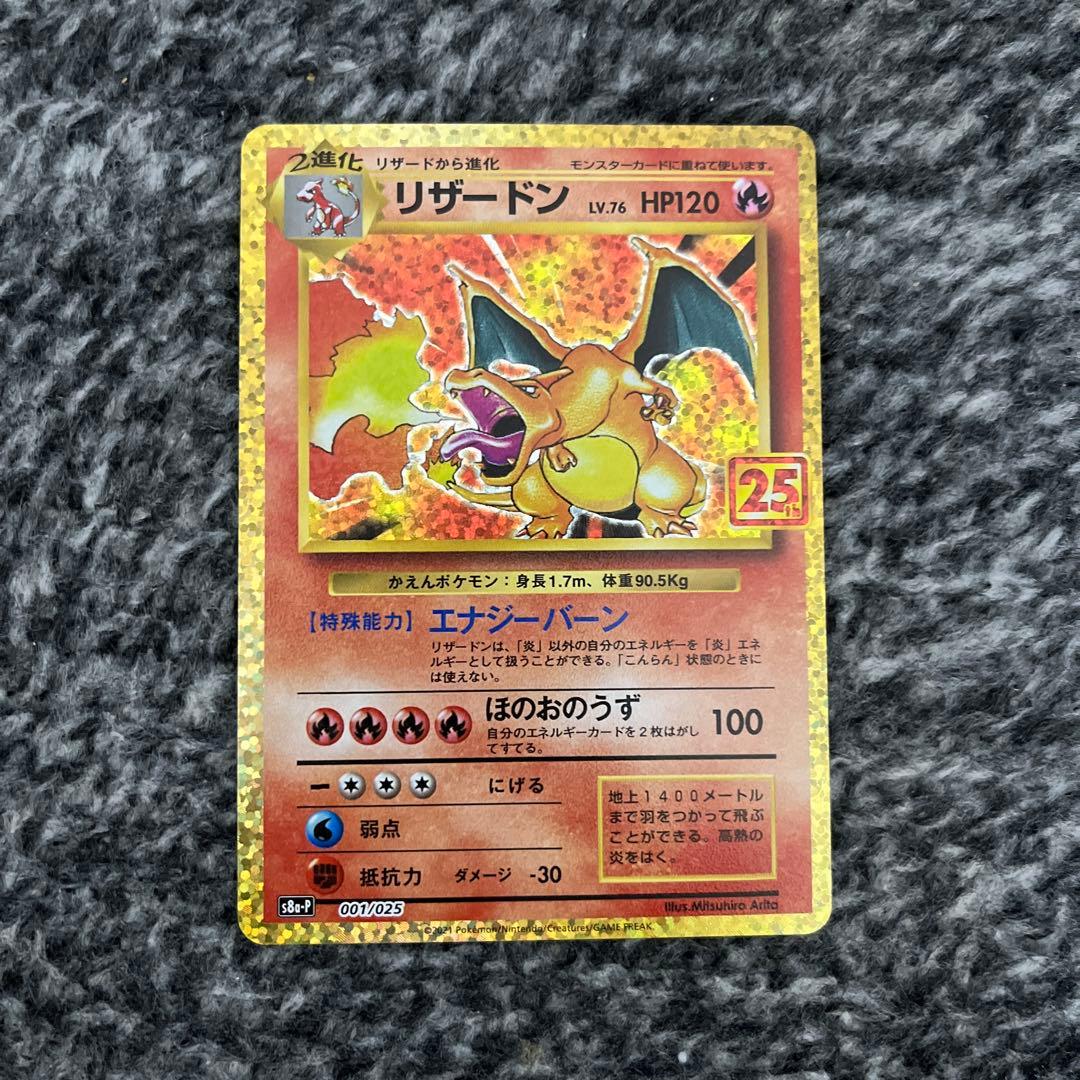 2進化 リザードから進化 モンスターカードに重ねて使います。
リザードン LV.76 HP120
25th
かえんポケモン：身長1.7m、体重90.5Kg
【特殊能力】エナジーバーン
リザードンは、「炎」以外の自分のエネルギーを「炎」エネ
ルギーとして扱うことができる。「こんらん」状態のときに
は使えない。
ほのおのうず 100
自分のエネルギーカードを2枚はがし
てすてる。
ー にげる
弱点
抵抗力 ダメージ -30
地上1400メートル
まで羽をつかって飛ぶ
ことができる。高熱の
炎をはく。
s8a-P 001/025 Illus.Mitsuhiro Arita
©2021 Pokémon/Nintendo/Creatures/GAME FREAK.